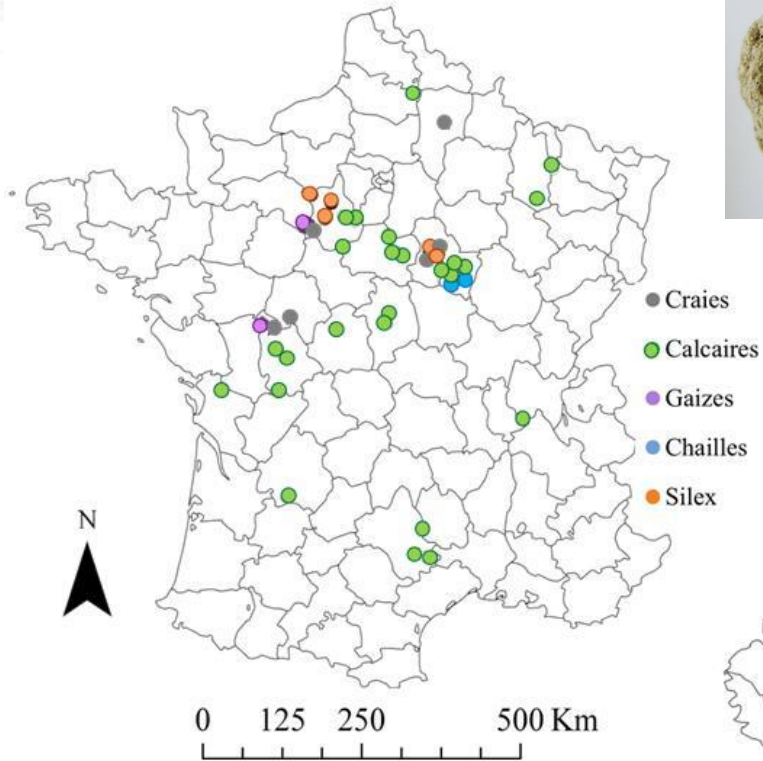 Craies
Calcaires
Gaizes
Chailles
Silex
N
0 125 250 500 Km